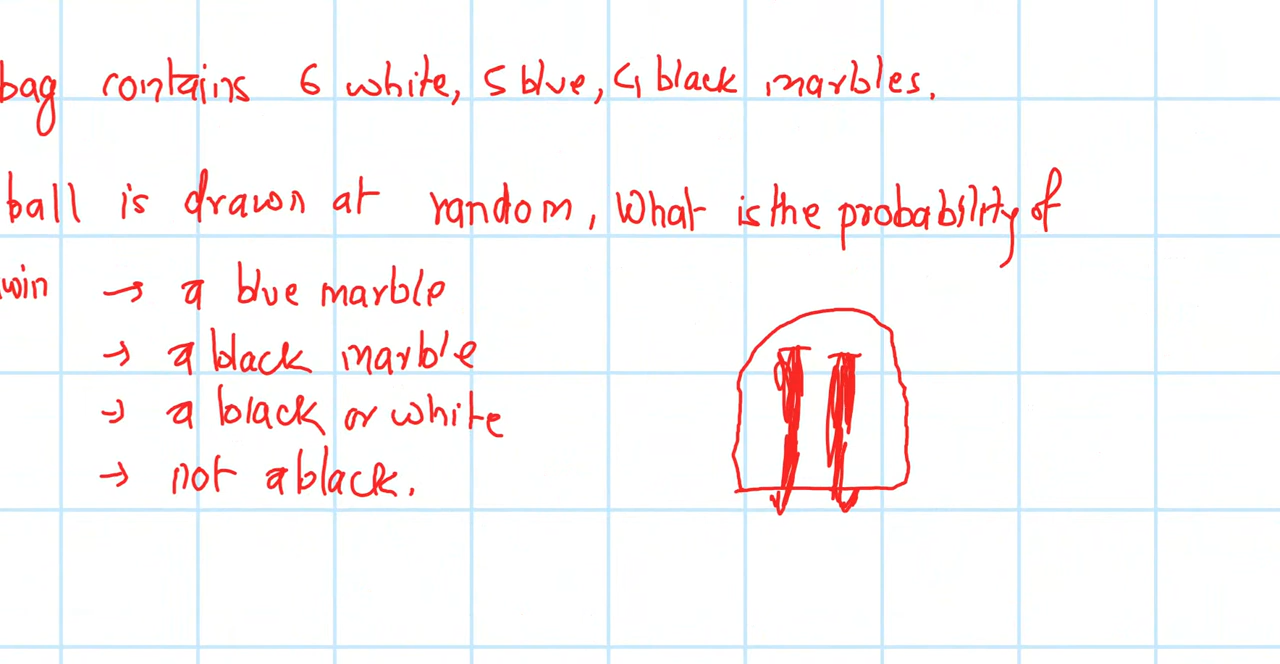 bag contains 6 white, 5 blue, 4 black marbles.
ball is drawn at random, What is the probability of
win → a blue marble
→ a black marble
→ a black or white
→ not a black.